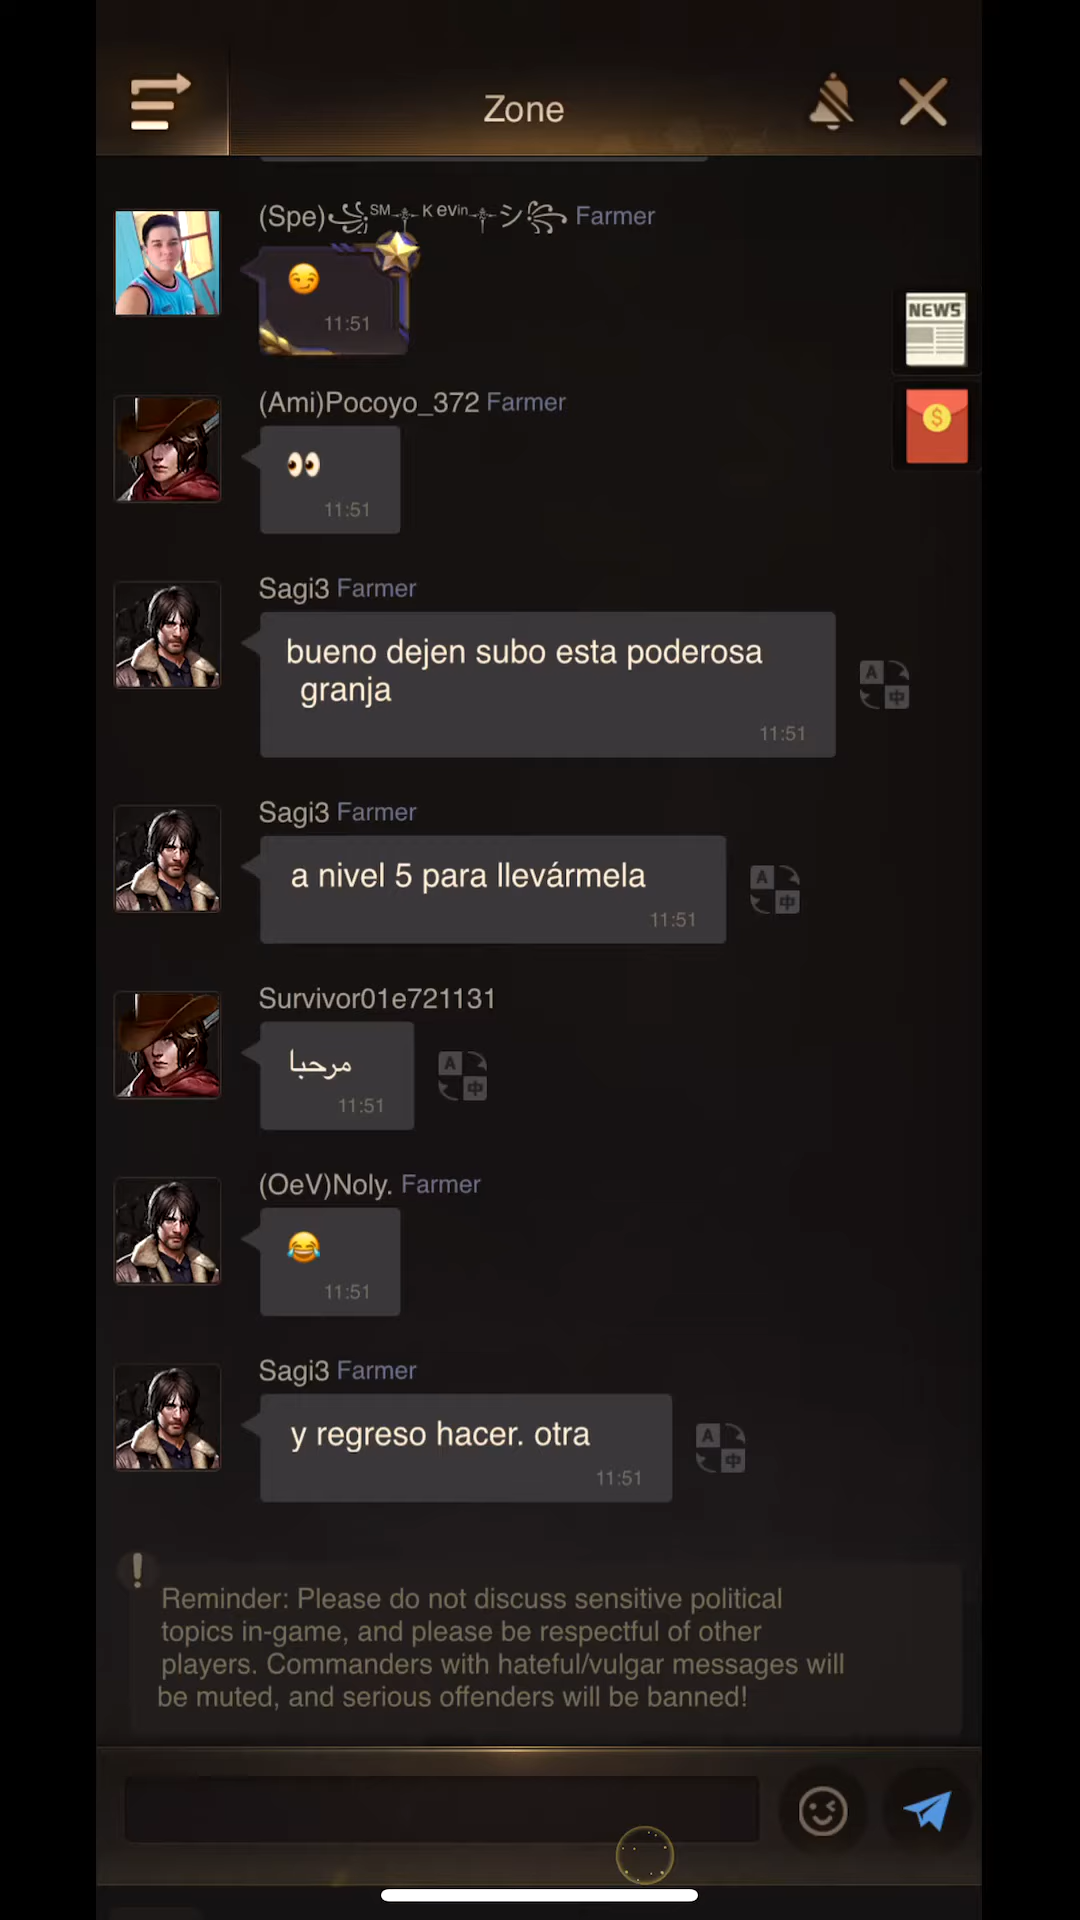 Zone
(Spe)꧁SM༒Kevin༒シ꧂ Farmer
😏
11:51
NEWS
(Ami)Pocoyo_372 Farmer
👀
11:51
Sagi3 Farmer
bueno dejen subo esta poderosa
granja
11:51
Sagi3 Farmer
a nivel 5 para llevármela
11:51
Survivor01e721131
مرحبا
11:51
(OeV)Noly. Farmer
😂
11:51
Sagi3 Farmer
y regreso hacer. otra
11:51
Reminder: Please do not discuss sensitive political
topics in-game, and please be respectful of other
players. Commanders with hateful/vulgar messages will
be muted, and serious offenders will be banned!